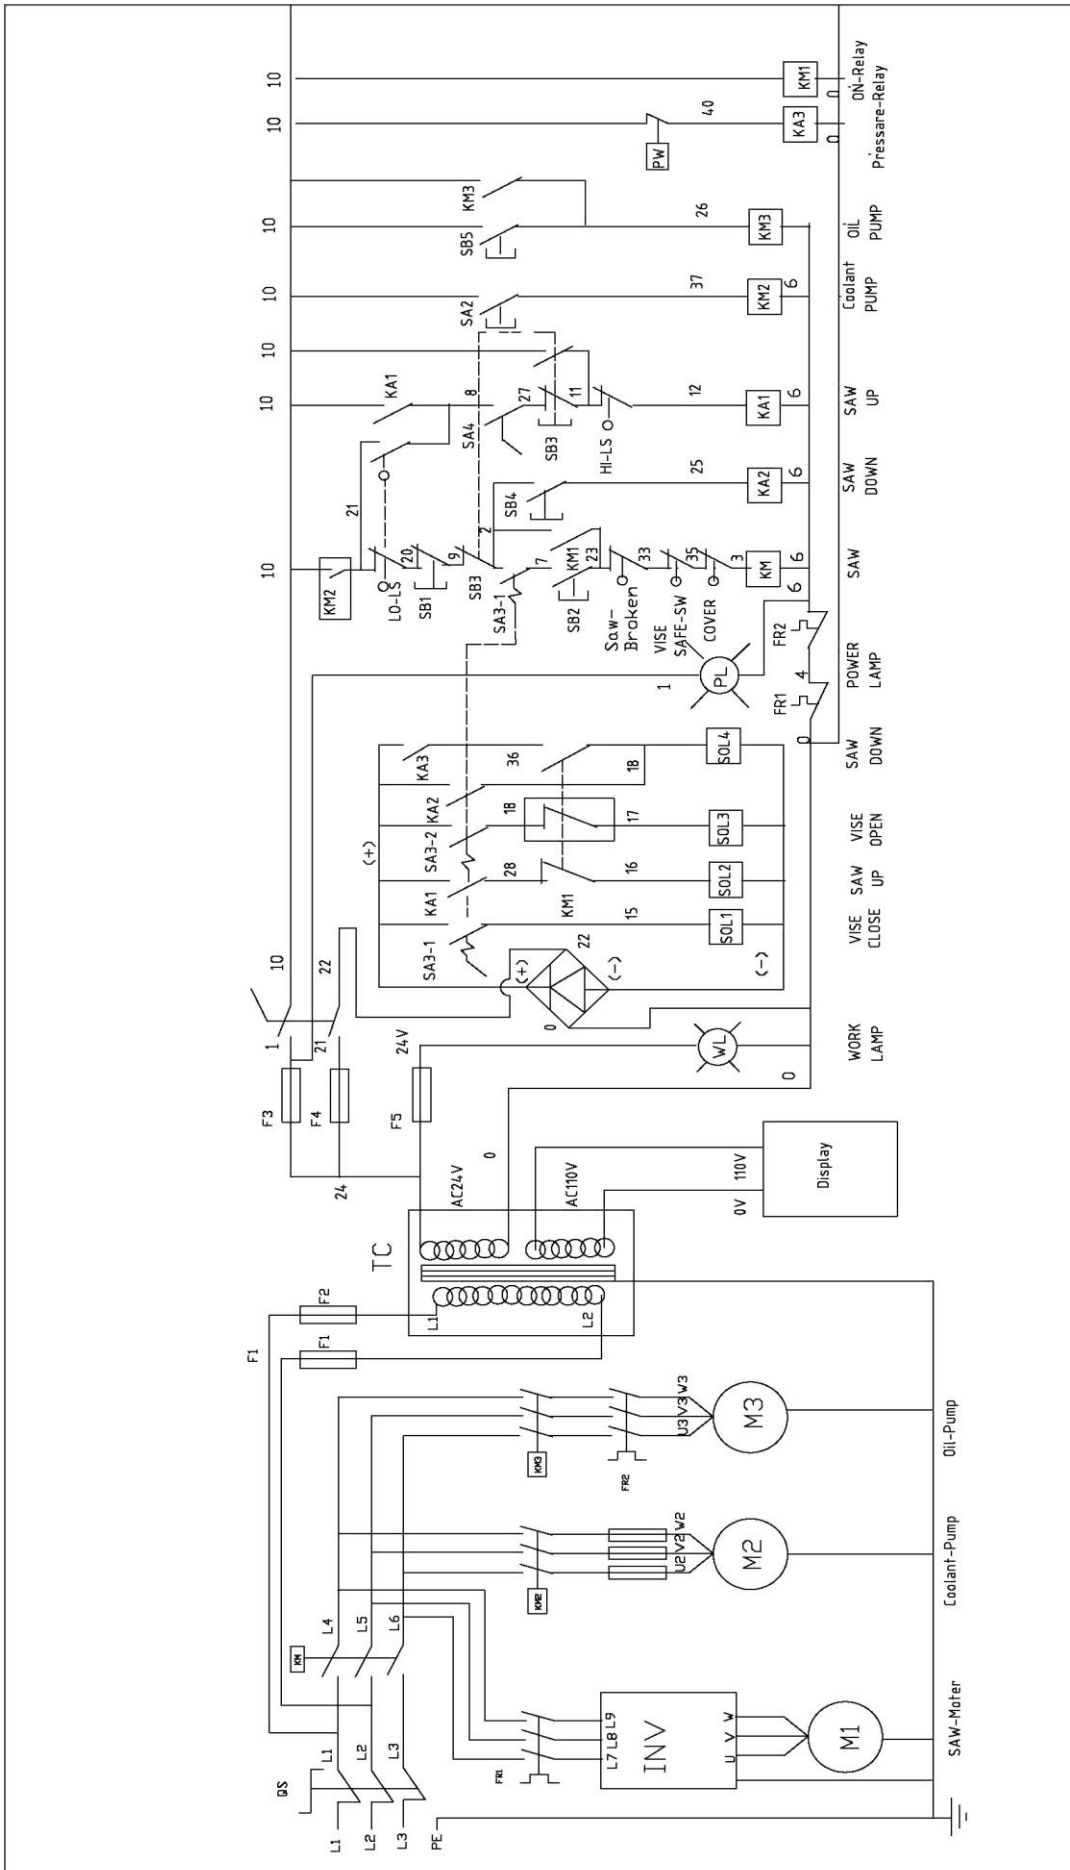 QS
L1
L2
L3
PE
L1
L2
L3
KM
L4
L5
L6
FR1
L7 L8 L9
INV
U V W
M1
SAW-Moter
KM2
U2 V2 W2
M2
Coolant-Pump
KM3
FR2
U3 V3 W3
M3
Oil-Pump
F1
F2
F1
TC
L1
L2
AC24V
0
AC110V
0V
110V
Display
24
F3
F4
F5
1
10
21
22
24V
WL
0
WORK
LAMP
0
(+)
(-)
22
(+)
(-)
SA3-1
15
SOL1
VISE
CLOSE
KA1
28
KM1
16
SOL2
SAW
UP
SA3-2
18
17
SOL3
VISE
OPEN
KA2
KA3
36
18
SOL4
SAW
DOWN
0
FR1
4
FR2
1
PL
POWER
LAMP
10
KM2
21
LO-LS
20
SB1
9
SB3
2
SA3-1
7
KM1
SB2
23
Saw-
Broken
33
VISE
SAFE-SW
35
COVER
3
KM
6
6
SAW
SB4
25
KA2
6
SAW
DOWN
10
KA1
8
SA4
27
SB3
11
HI-LS
12
KA1
6
SAW
UP
10
10
SA2
37
KM2
6
Coolant
PUMP
10
SB5
KM3
26
KM3
OIL
PUMP
10
PW
40
KA3
0
Pressare-Relay
10
KM1
0
ON-Relay